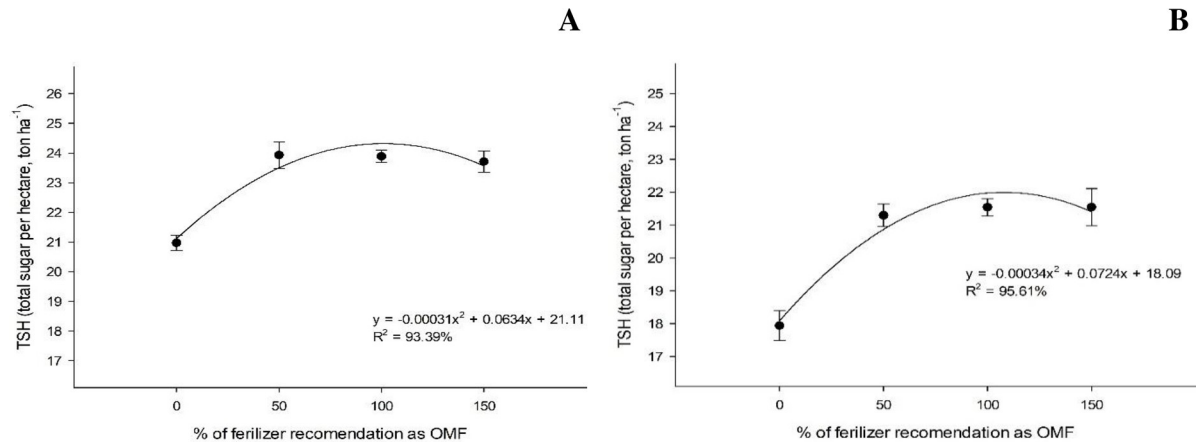 A
TSH (total sugar per hectare, ton ha⁻¹)
26
25
24
23
22
21
20
19
18
17
y = -0.00031x² + 0.0634x + 21.11
R² = 93.39%
0
50
100
150
% of ferilizer recomendation as OMF
B
TSH (total sugar per hectare, ton ha⁻¹)
25
24
23
22
21
20
19
18
17
y = -0.00034x² + 0.0724x + 18.09
R² = 95.61%
0
50
100
150
% of ferilizer recomendation as OMF